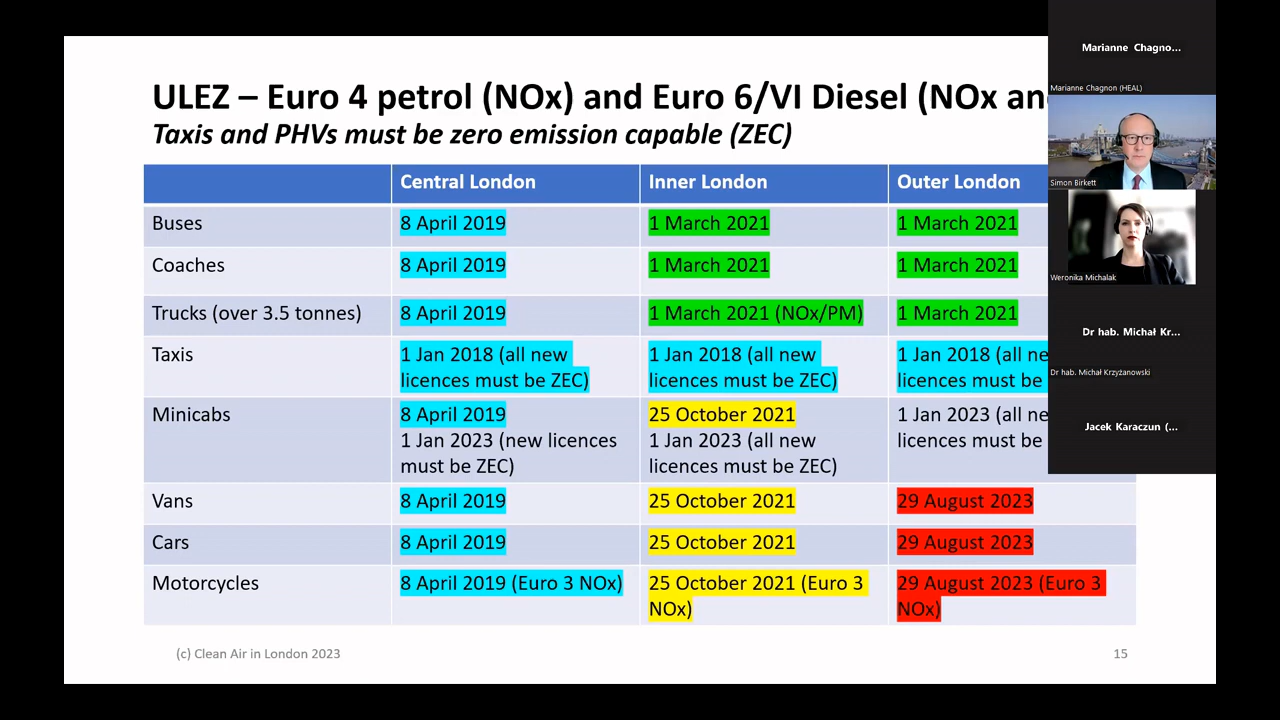 ULEZ – Euro 4 petrol (NOx) and Euro 6/VI Diesel (NOx
Taxis and PHVs must be zero emission capable (ZEC)
Central London
Inner London
Outer London
Buses
8 April 2019
1 March 2021
1 March 2021
Coaches
8 April 2019
1 March 2021
1 March 2021
Trucks (over 3.5 tonnes)
8 April 2019
1 March 2021 (NOx/PM)
1 March 2021
Taxis
1 Jan 2018 (all new
licences must be ZEC)
1 Jan 2018 (all new
licences must be ZEC)
1 Jan 2018 (all
licences must be
Minicabs
8 April 2019
1 Jan 2023 (new licences
must be ZEC)
25 October 2021
1 Jan 2023 (all new
licences must be ZEC)
1 Jan 2023 (all
licences must be
Vans
8 April 2019
25 October 2021
29 August 2023
Cars
8 April 2019
25 October 2021
29 August 2023
Motorcycles
8 April 2019 (Euro 3 NOx)
25 October 2021 (Euro 3
NOx)
29 August 2023 (Euro 3
NOx)
(c) Clean Air in London 2023
15
Marianne Chagno...
Marianne Chagnon (HEAL)
Simon Birkett
Weronika Michalak
Dr hab. Michał Kr...
Dr hab. Michał Krzyżanowski
Jacek Karaczun (...